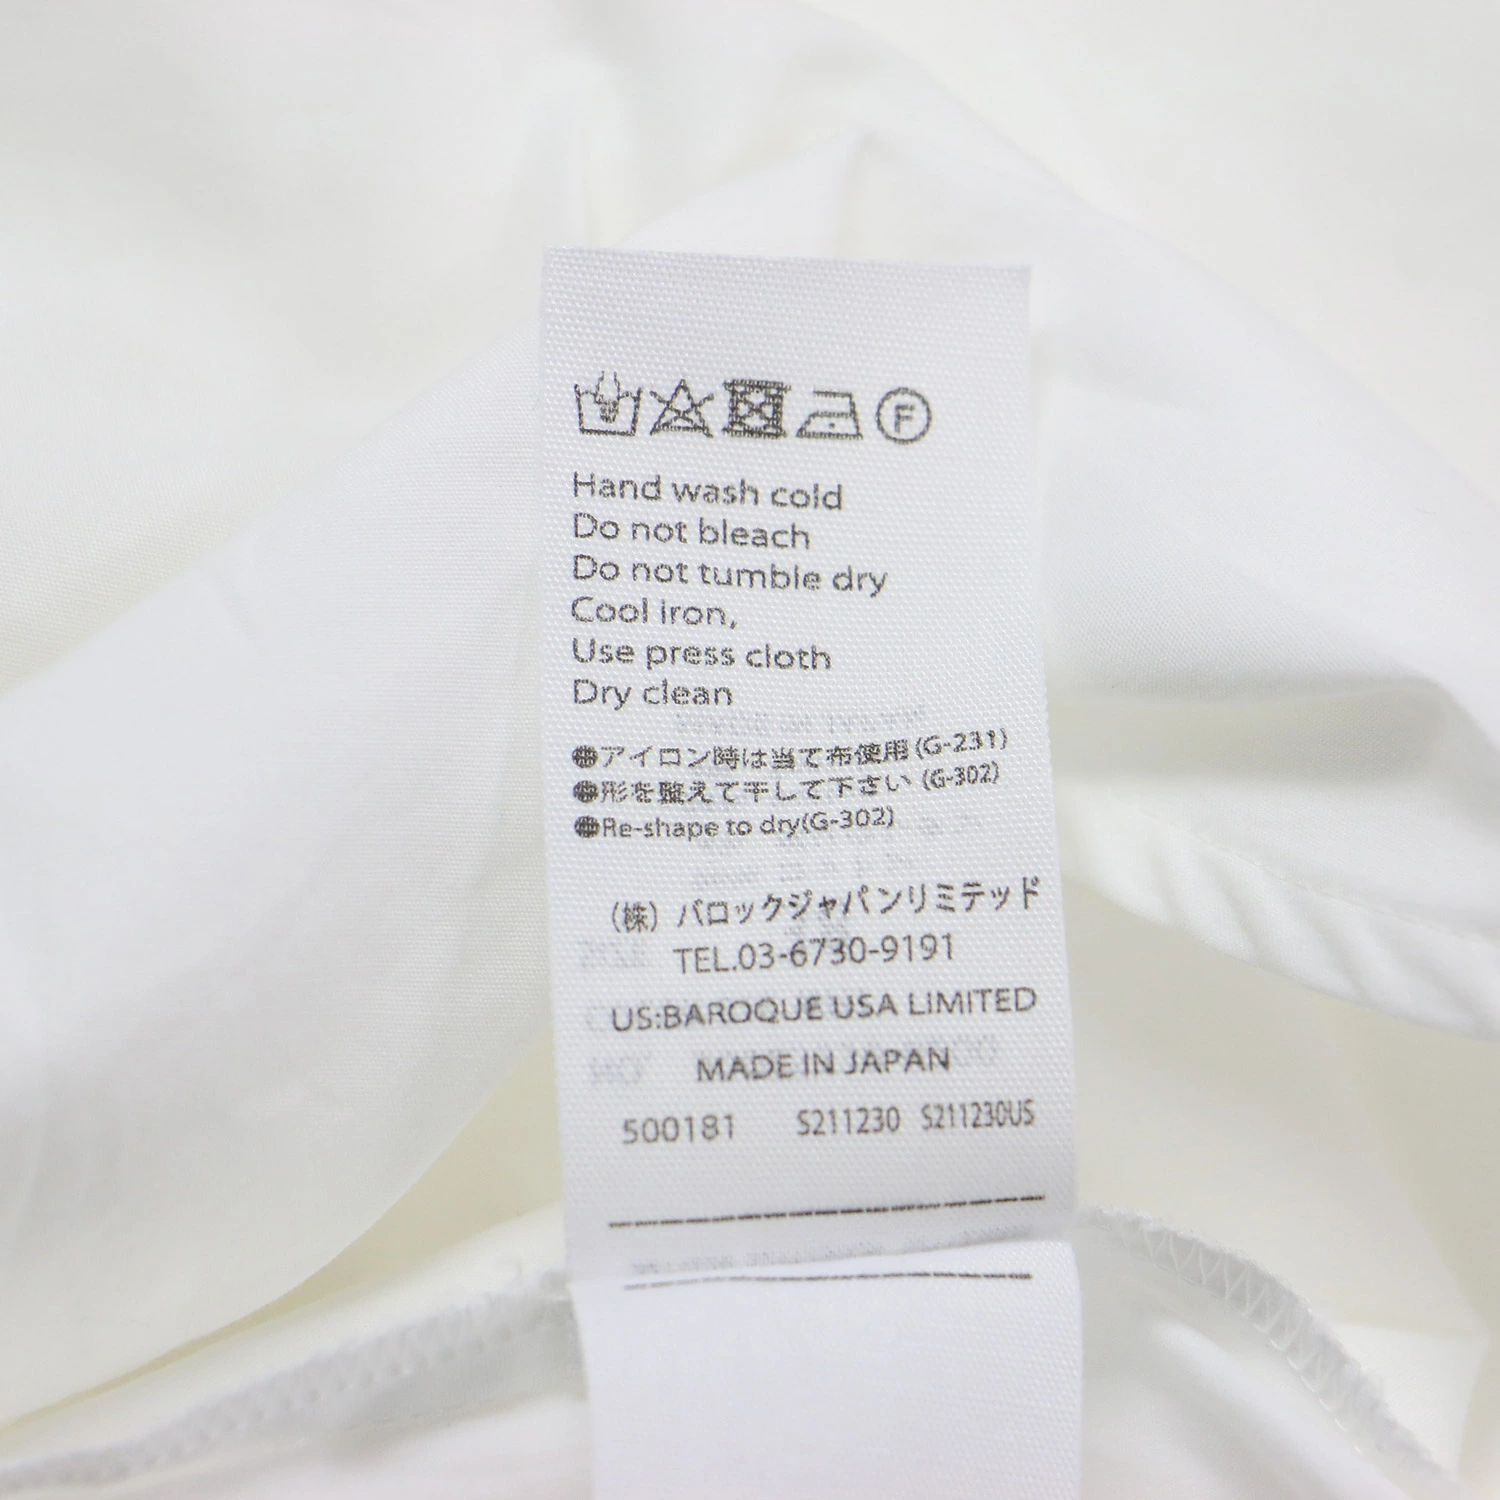 F
Hand wash cold
Do not bleach
Do not tumble dry
Cool iron,
Use press cloth
Dry clean
●アイロン時は当て布使用(G-231)
●形を整えて干して下さい (G-302)
●Re-shape to dry(G-302)
（株）バロックジャパンリミテッド
TEL.03-6730-9191
US:BAROQUE USA LIMITED
MADE IN JAPAN
500181 S211230 S211230US